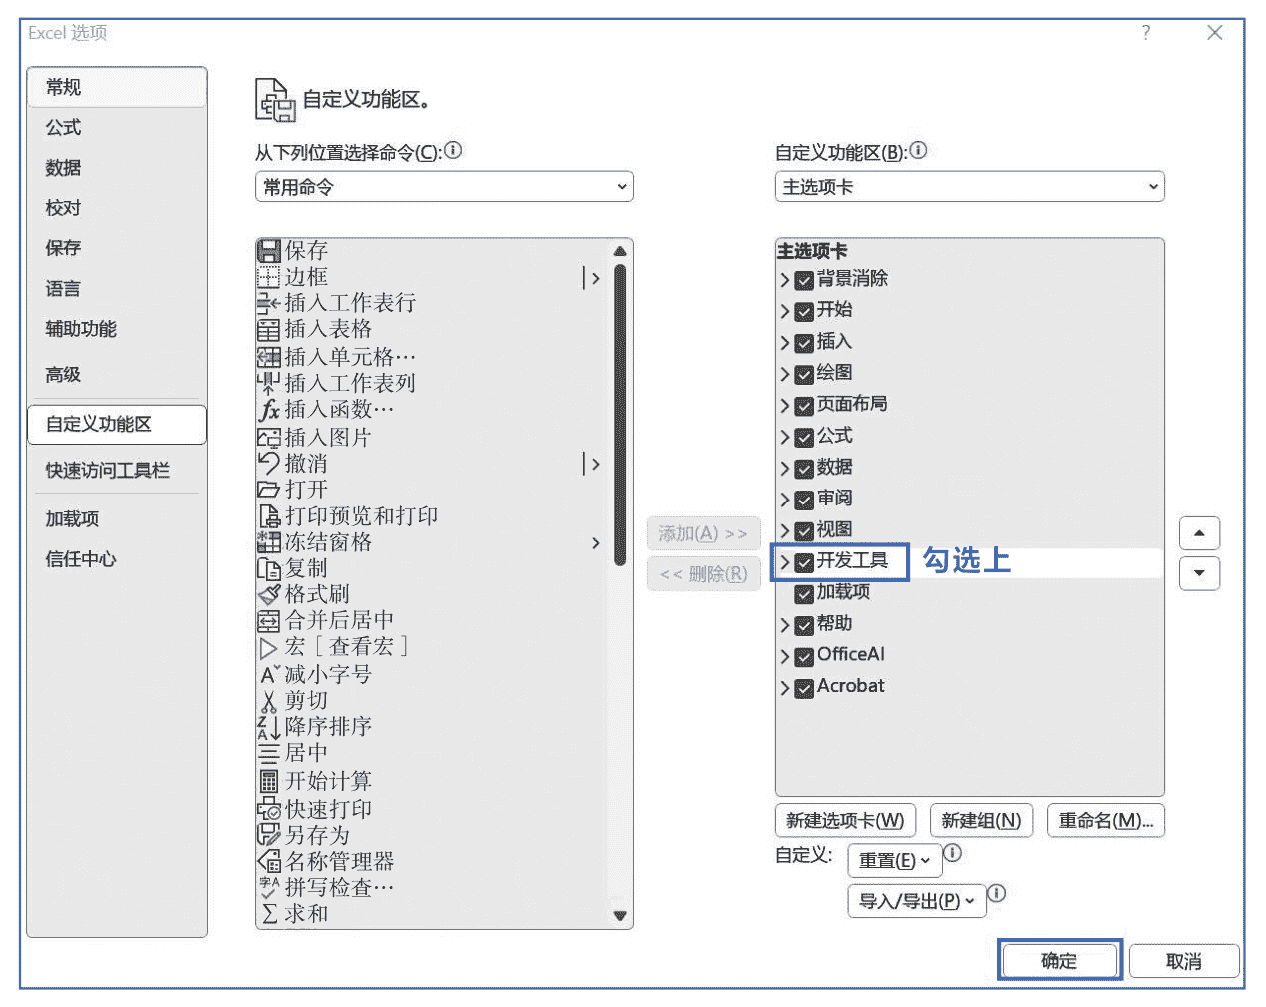 Excel 选项
?
常规
公式
数据
校对
保存
语言
辅助功能
高级
自定义功能区
快速访问工具栏
加载项
信任中心
自定义功能区。
从下列位置选择命令(C):
常用命令
保存
边框
插入工作表行
插入表格
插入单元格…
插入工作表列
插入函数…
插入图片
撤消
打开
打印预览和打印
冻结窗格
复制
格式刷
合并后居中
宏［查看宏］
减小字号
剪切
降序排序
居中
开始计算
快速打印
另存为
名称管理器
拼写检查…
求和
添加(A) >>
<< 删除(R)
自定义功能区(B):
主选项卡
主选项卡
背景消除
开始
插入
绘图
页面布局
公式
数据
审阅
视图
开发工具 勾选上
加载项
帮助
OfficeAI
Acrobat
新建选项卡(W) 新建组(N) 重命名(M)...
自定义: 重置(E)
导入/导出(P)
确定 取消